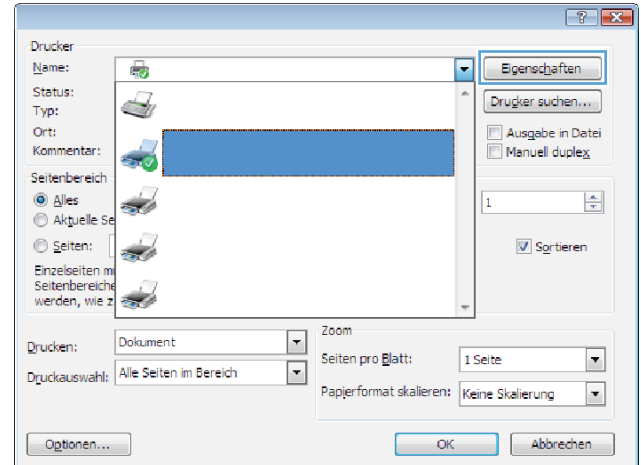 Drucker
Name:
Eigenschaften
Status:
Drucker suchen...
Typ:
Ort:
Ausgabe in Datei
Kommentar:
Manuell duplex
Seitenbereich
Alles
1
Aktuelle Se
Seiten:
Sortieren
Einzelseiten m
Seitenbereiche
werden, wie z
Zoom
Drucken:
Dokument
Seiten pro Blatt:
1 Seite
Druckauswahl:
Alle Seiten im Bereich
Papierformat skalieren:
Keine Skalierung
Optionen...
OK
Abbrechen